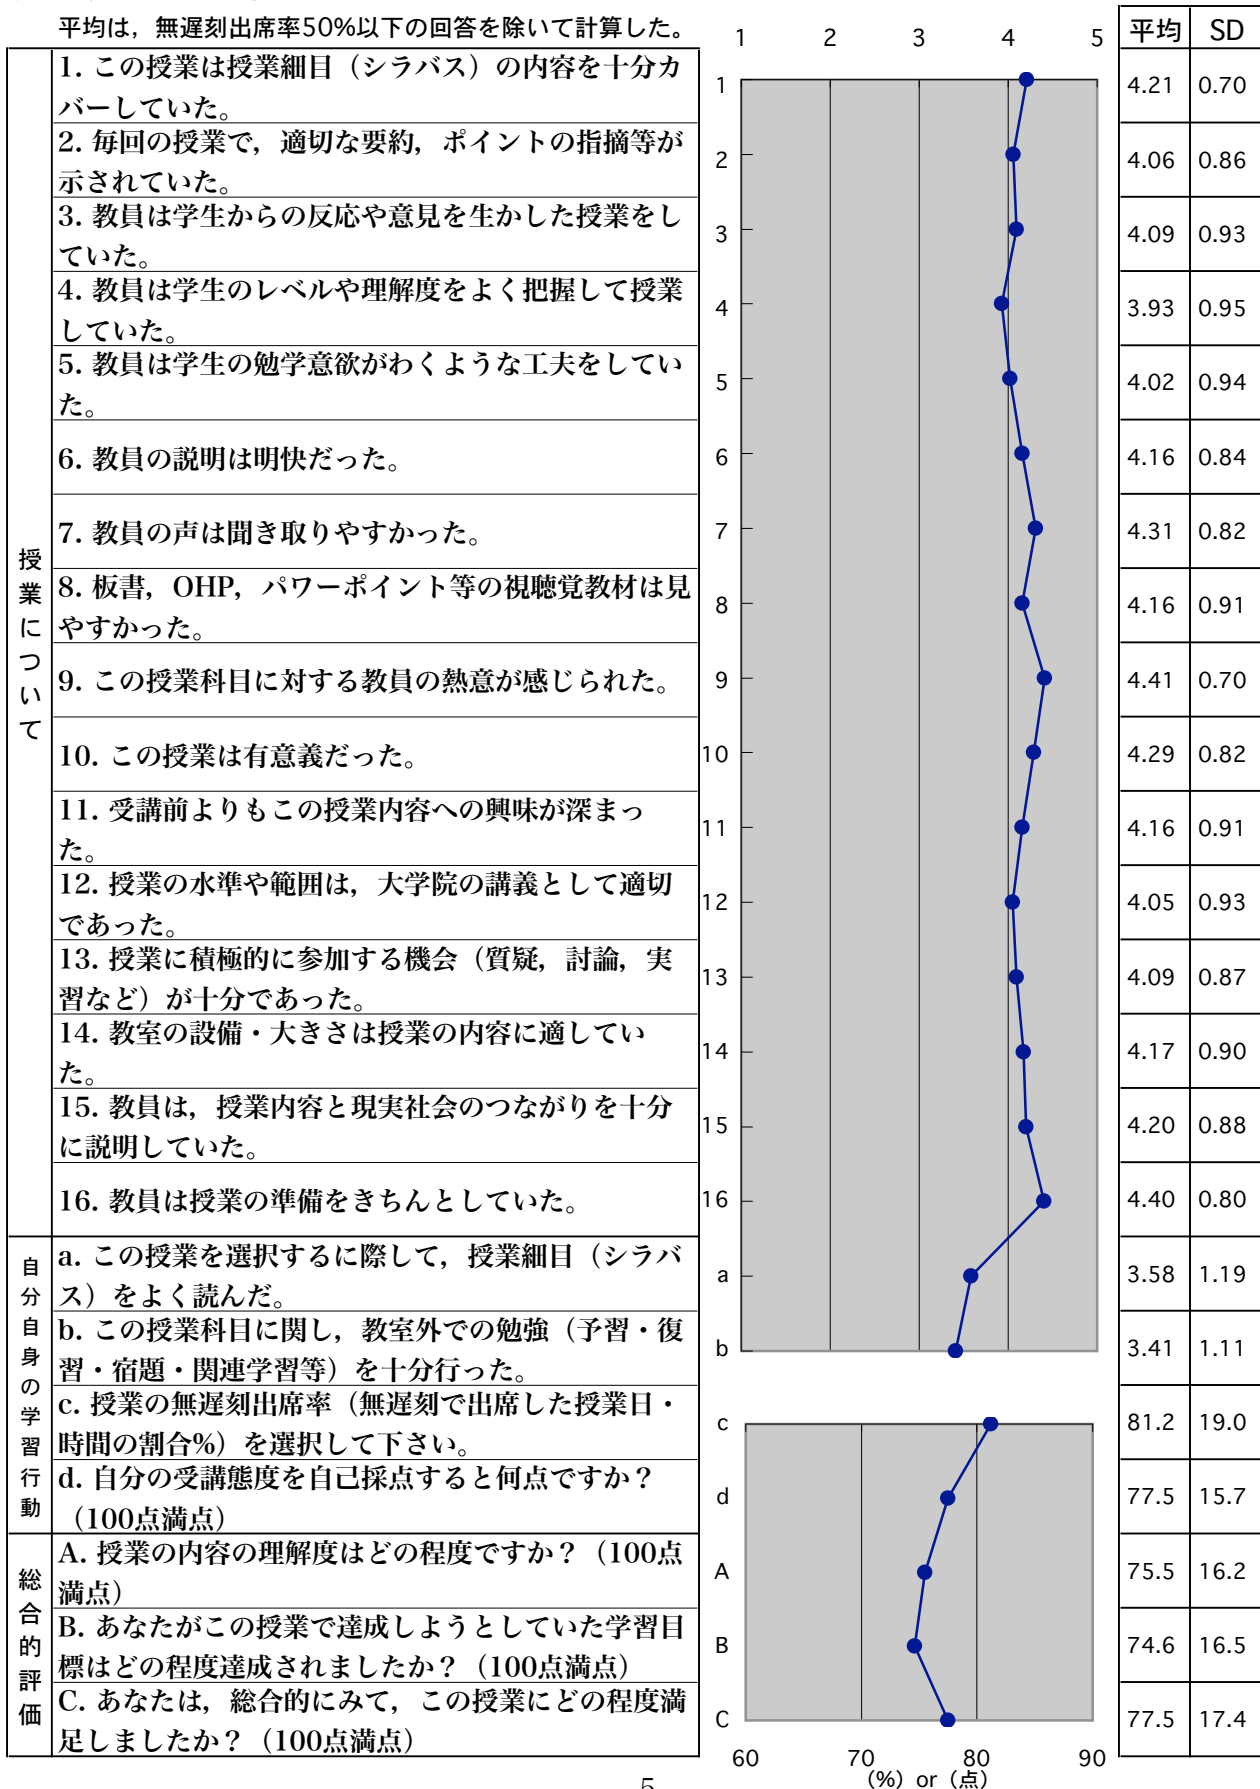 平均は，無遅刻出席率50%以下の回答を除いて計算した。
1 2 3 4 5
平均 SD
授業について
1. この授業は授業細目（シラバス）の内容を十分カ
バーしていた。
1
4.21 0.70
2. 毎回の授業で，適切な要約，ポイントの指摘等が
示されていた。
2
4.06 0.86
3. 教員は学生からの反応や意見を生かした授業をし
ていた。
3
4.09 0.93
4. 教員は学生のレベルや理解度をよく把握して授業
していた。
4
3.93 0.95
5. 教員は学生の勉学意欲がわくような工夫をしてい
た。
5
4.02 0.94
6. 教員の説明は明快だった。
6
4.16 0.84
7. 教員の声は聞き取りやすかった。
7
4.31 0.82
8. 板書，OHP，パワーポイント等の視聴覚教材は見
やすかった。
8
4.16 0.91
9. この授業科目に対する教員の熱意が感じられた。
9
4.41 0.70
10. この授業は有意義だった。
10
4.29 0.82
11. 受講前よりもこの授業内容への興味が深まっ
た。
11
4.16 0.91
12. 授業の水準や範囲は，大学院の講義として適切
であった。
12
4.05 0.93
13. 授業に積極的に参加する機会（質疑，討論，実
習など）が十分であった。
13
4.09 0.87
14. 教室の設備・大きさは授業の内容に適してい
た。
14
4.17 0.90
15. 教員は，授業内容と現実社会のつながりを十分
に説明していた。
15
4.20 0.88
16. 教員は授業の準備をきちんとしていた。
16
4.40 0.80
自分自身の学習行動
a. この授業を選択するに際して，授業細目（シラバ
ス）をよく読んだ。
a
3.58 1.19
b. この授業科目に関し，教室外での勉強（予習・復
習・宿題・関連学習等）を十分行った。
b
3.41 1.11
c. 授業の無遅刻出席率（無遅刻で出席した授業日・
時間の割合%）を選択して下さい。
c
81.2 19.0
d. 自分の受講態度を自己採点すると何点ですか？
（100点満点）
d
77.5 15.7
総合的評価
A. 授業の内容の理解度はどの程度ですか？（100点
満点）
A
75.5 16.2
B. あなたがこの授業で達成しようとしていた学習目
標はどの程度達成されましたか？（100点満点）
B
74.6 16.5
C. あなたは，総合的にみて，この授業にどの程度満
足しましたか？（100点満点）
C
77.5 17.4
60 70 80 90
（%）or（点）